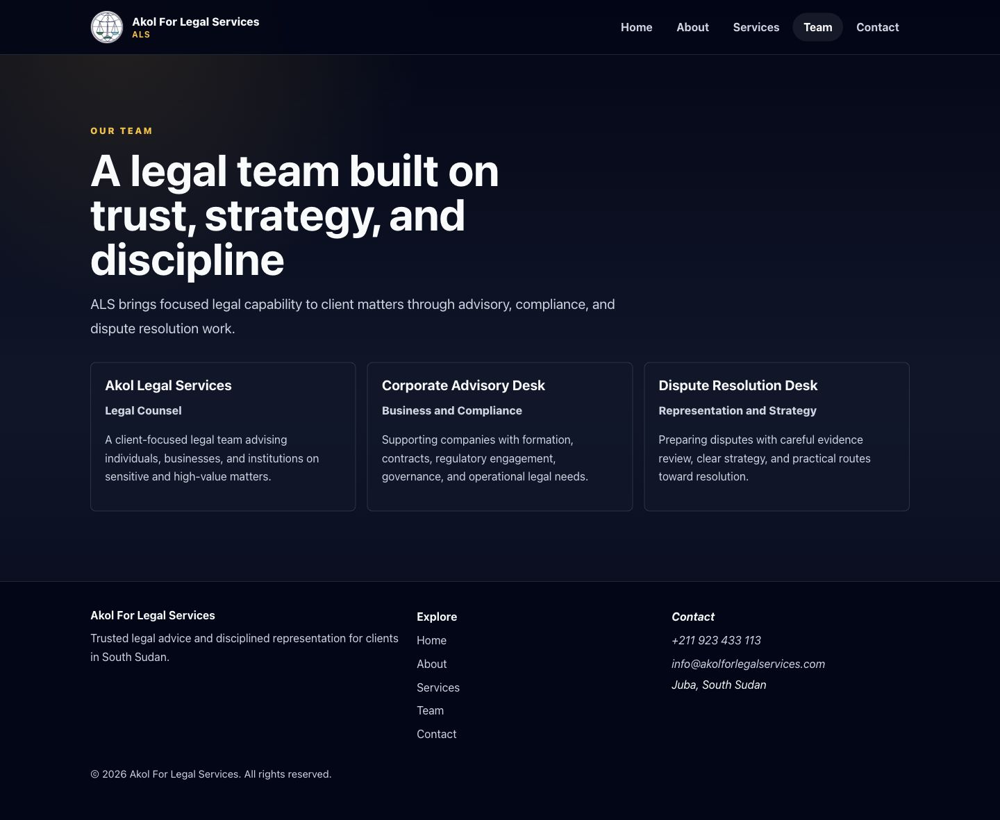 Akol For Legal Services
ALS
Home
About
Services
Team
Contact
OUR TEAM
A legal team built on
trust, strategy, and
discipline
ALS brings focused legal capability to client matters through advisory, compliance, and
dispute resolution work.
Akol Legal Services
Legal Counsel
A client-focused legal team advising
individuals, businesses, and institutions on
sensitive and high-value matters.
Corporate Advisory Desk
Business and Compliance
Supporting companies with formation,
contracts, regulatory engagement,
governance, and operational legal needs.
Dispute Resolution Desk
Representation and Strategy
Preparing disputes with careful evidence
review, clear strategy, and practical routes
toward resolution.
Akol For Legal Services
Trusted legal advice and disciplined representation for clients
in South Sudan.
Explore
Home
About
Services
Team
Contact
Contact
+211 923 433 113
info@akolforlegalservices.com
Juba, South Sudan
© 2026 Akol For Legal Services. All rights reserved.